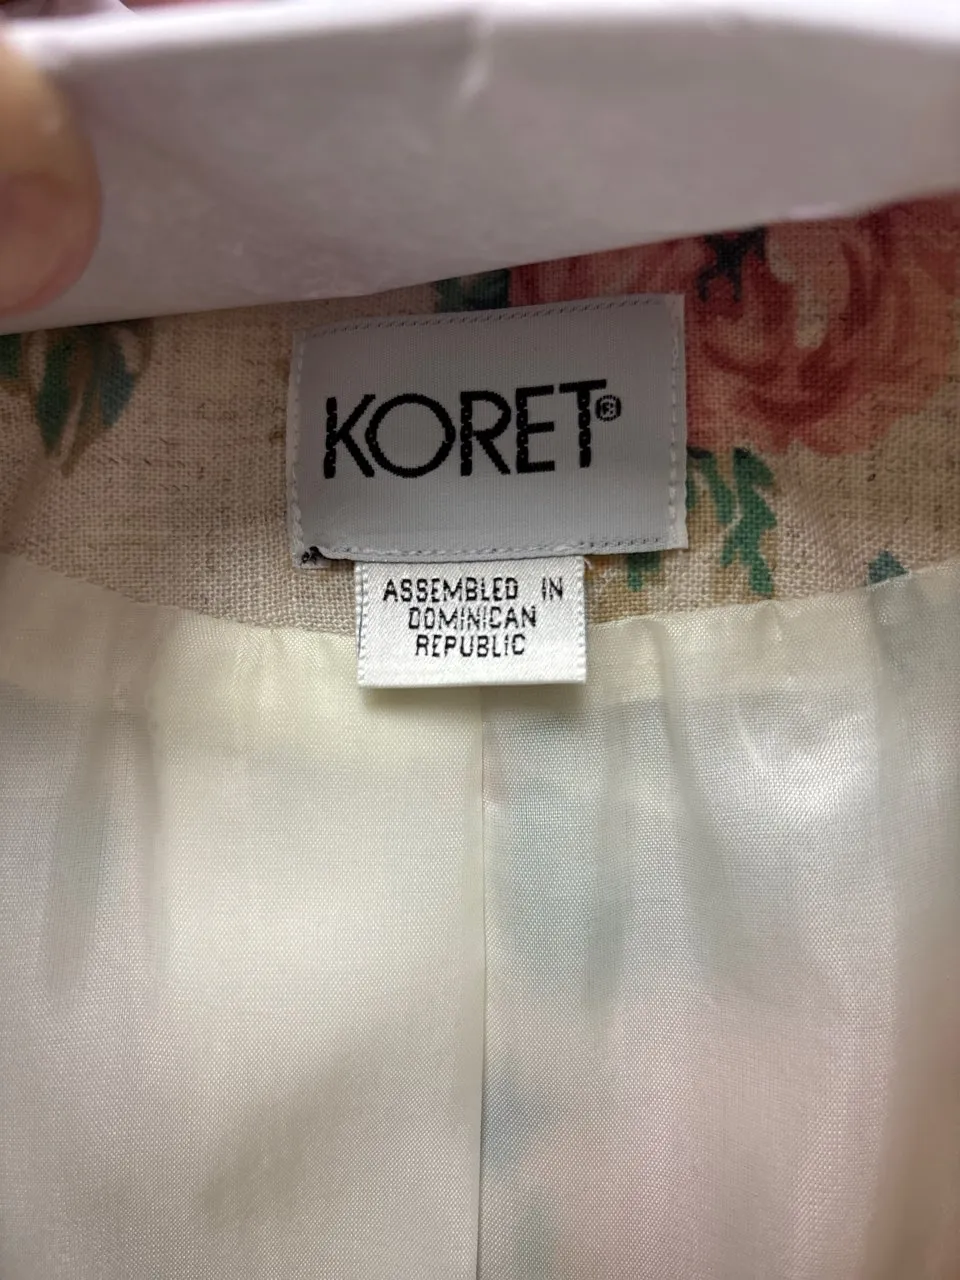 KORET®
ASSEMBLED IN
DOMINICAN
REPUBLIC